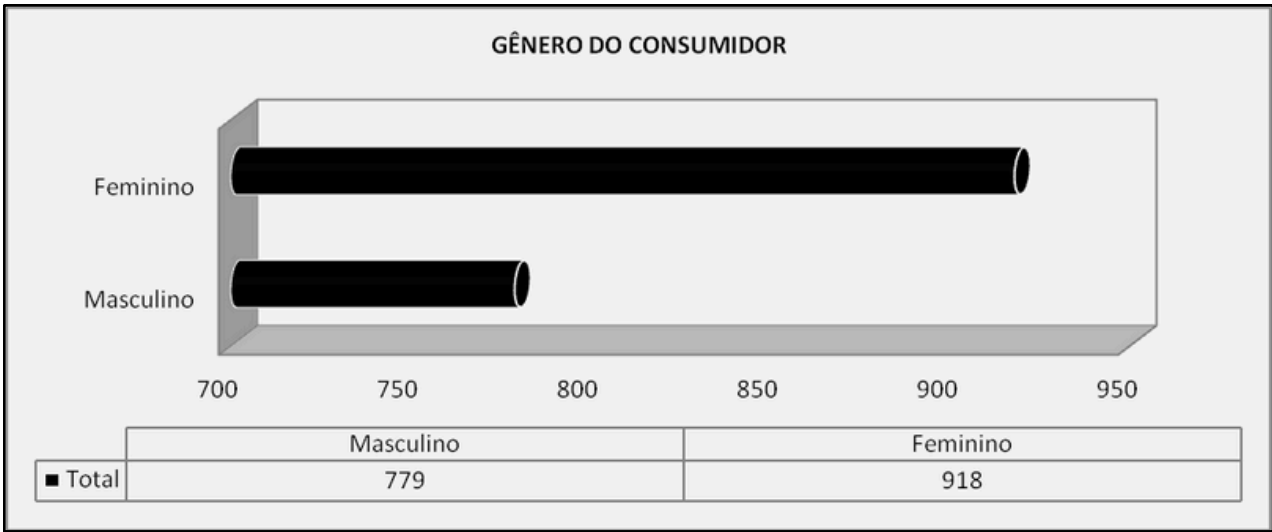 GÊNERO DO CONSUMIDOR
Feminino
Masculino
700 750 800 850 900 950
Masculino Feminino
Total 779 918